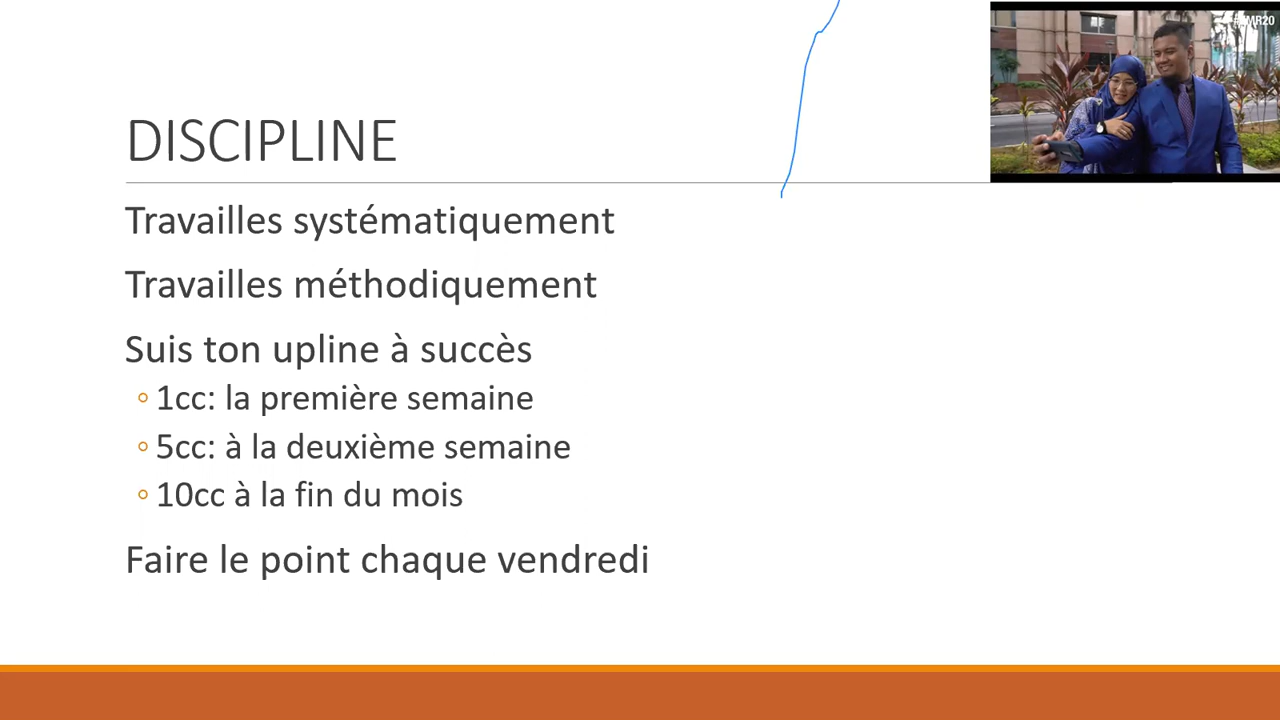 DISCIPLINE
Travailles systématiquement
Travailles méthodiquement
Suis ton upline à succès
1cc: la première semaine
5cc: à la deuxième semaine
10cc à la fin du mois
Faire le point chaque vendredi